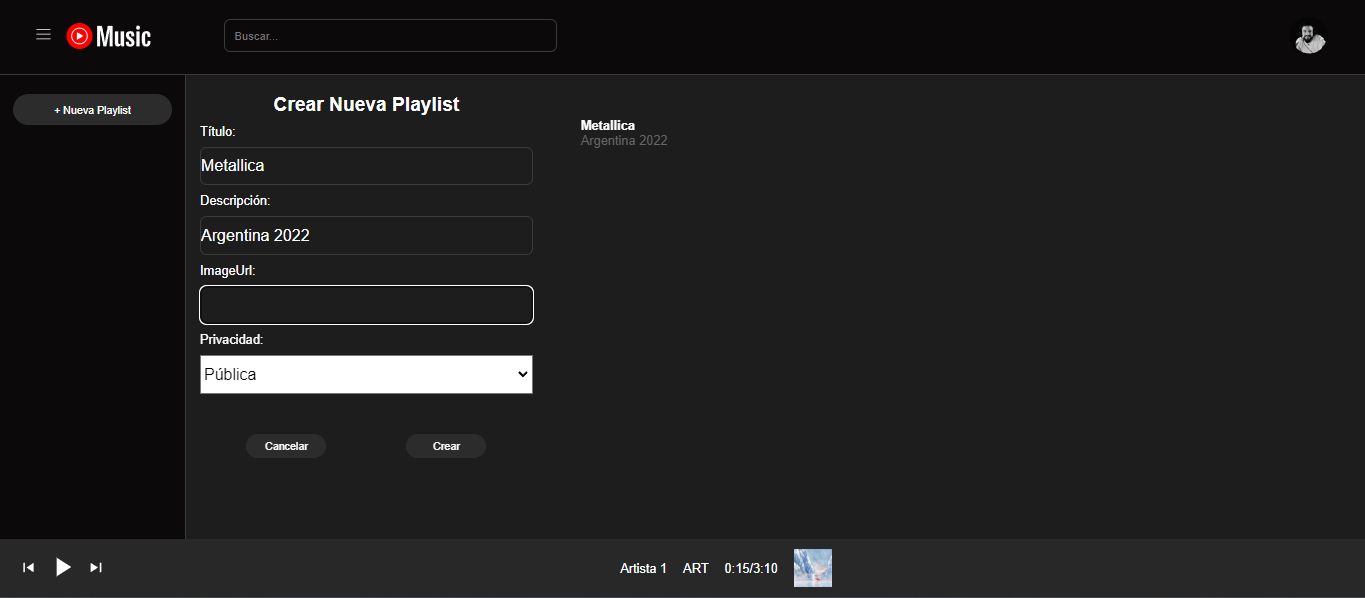 Music
Buscar...
+ Nueva Playlist
Crear Nueva Playlist
Título:
Metallica
Descripción:
Argentina 2022
ImageUrl:
Privacidad:
Pública
Cancelar
Crear
Metallica
Argentina 2022
Artista 1
ART
0:15/3:10